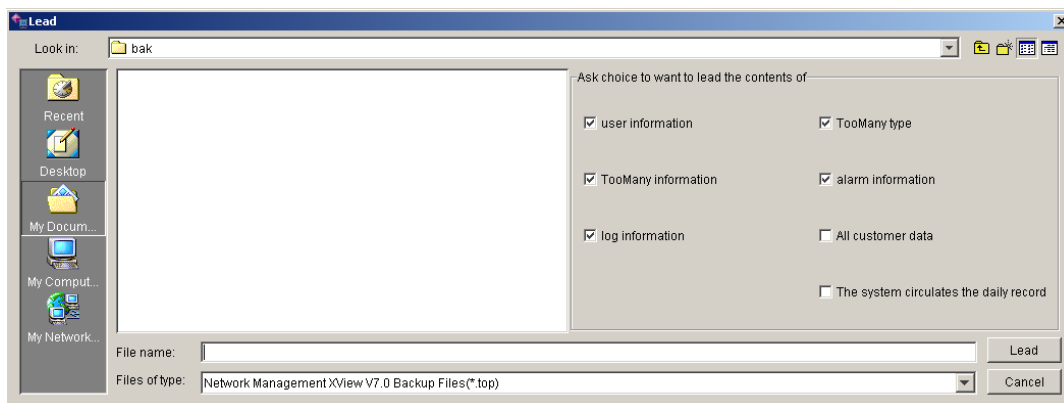 Lead
Look in:
bak
Recent
Desktop
My Docum...
My Comput...
My Network...
Ask choice to want to lead the contents of
user information
TooMany type
TooMany information
alarm information
log information
All customer data
The system circulates the daily record
File name:
Lead
Files of type:
Network Management XView V7.0 Backup Files(*.top)
Cancel